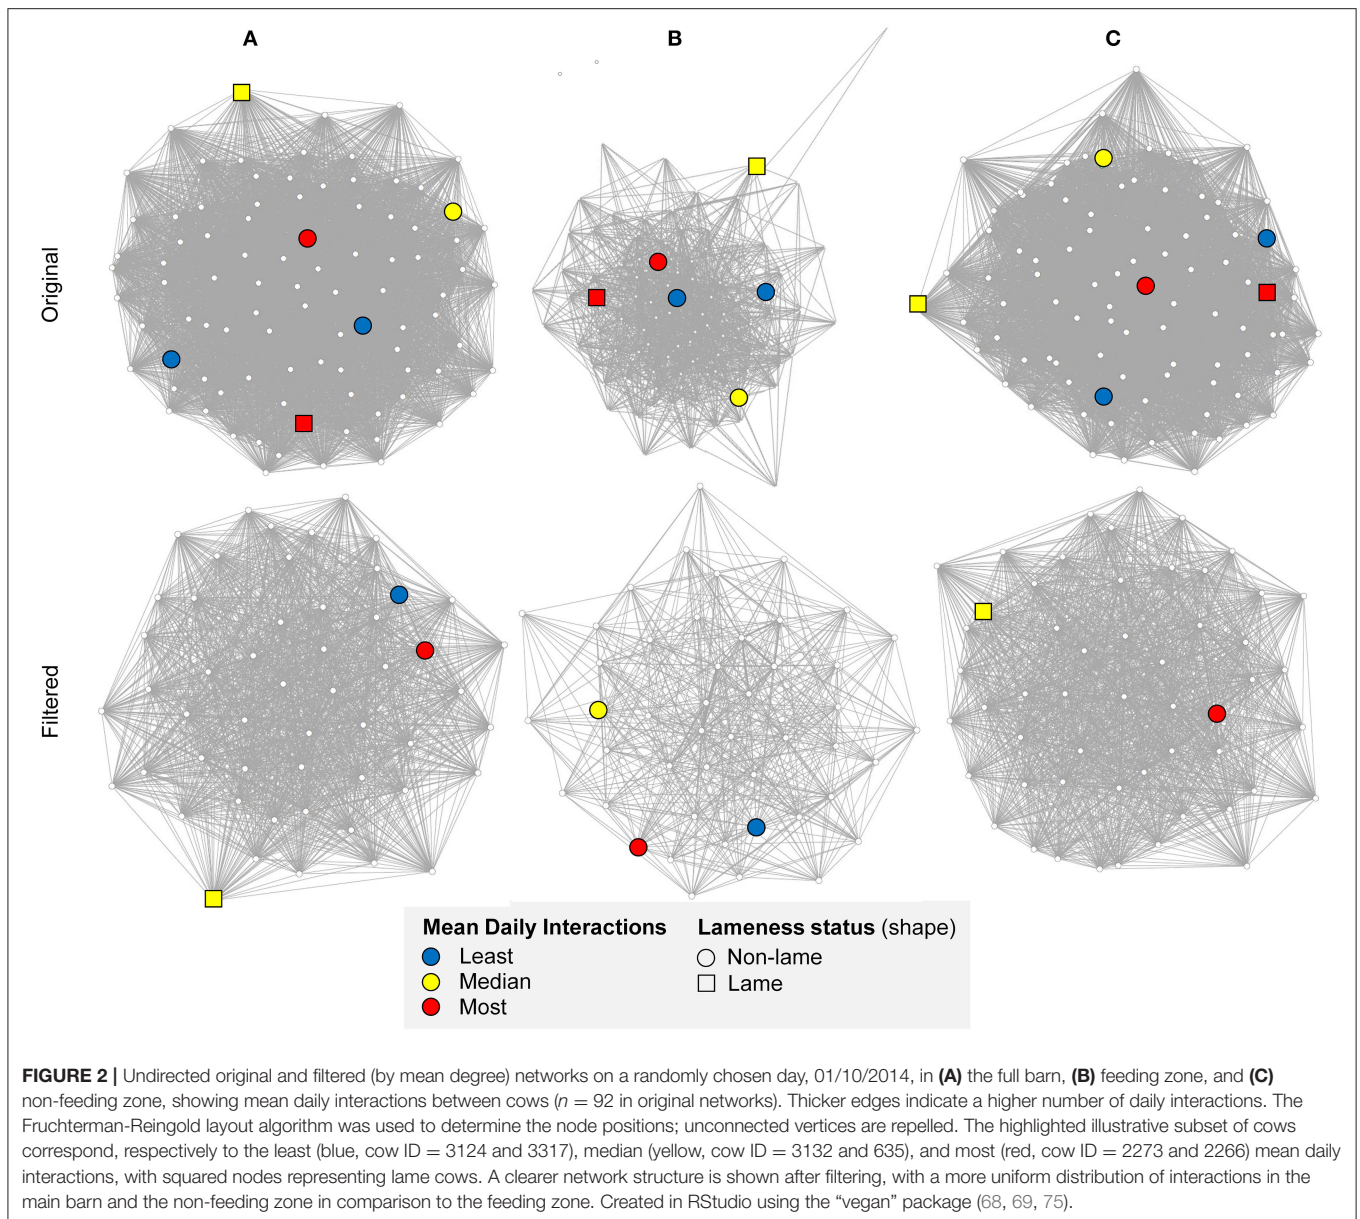 A
B
C
Original
Filtered
Mean Daily Interactions
Least
Median
Most
Lameness status (shape)
Non-lame
Lame
FIGURE 2 | Undirected original and filtered (by mean degree) networks on a randomly chosen day, 01/10/2014, in (A) the full barn, (B) feeding zone, and (C)
non-feeding zone, showing mean daily interactions between cows (n = 92 in original networks). Thicker edges indicate a higher number of daily interactions. The
Fruchterman-Reingold layout algorithm was used to determine the node positions; unconnected vertices are repelled. The highlighted illustrative subset of cows
correspond, respectively to the least (blue, cow ID = 3124 and 3317), median (yellow, cow ID = 3132 and 635), and most (red, cow ID = 2273 and 2266) mean daily
interactions, with squared nodes representing lame cows. A clearer network structure is shown after filtering, with a more uniform distribution of interactions in the
main barn and the non-feeding zone in comparison to the feeding zone. Created in RStudio using the “vegan” package (68, 69, 75).